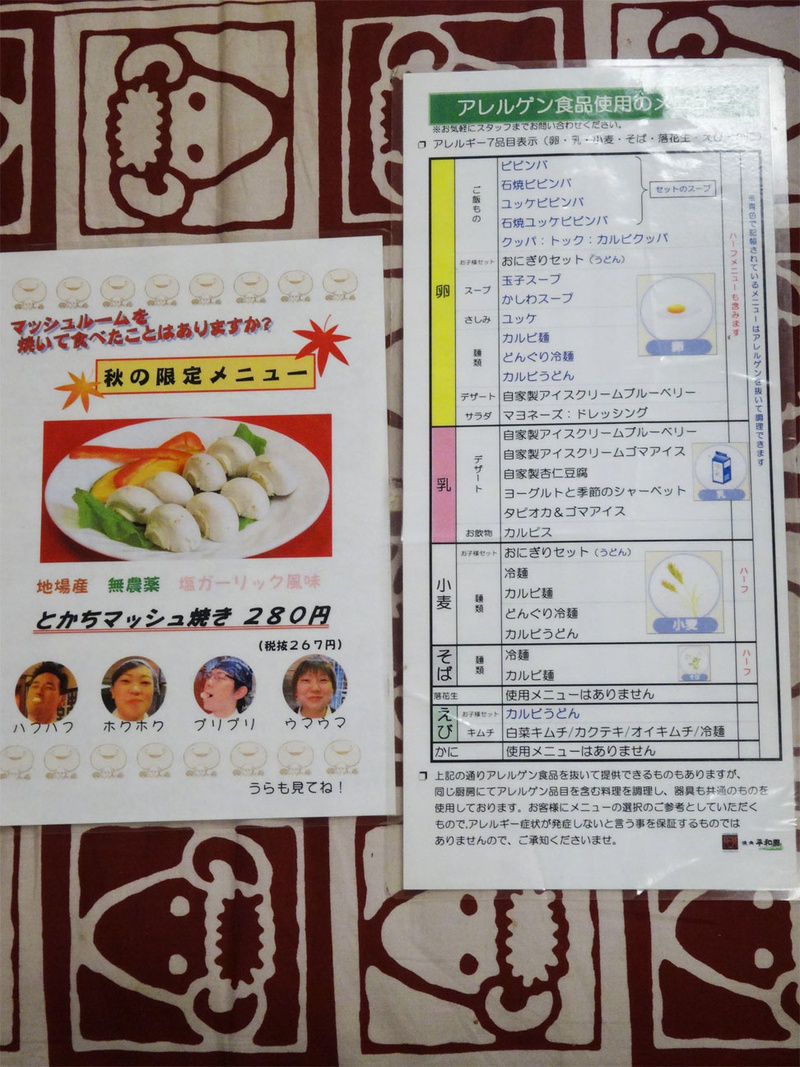 マッシュルームを
焼いて食べたことはありますか?
秋の限定メニュー
地場産 無農薬 塩ガーリック風味
とかちマッシュ焼き 280円
(税抜267円)
ハフハフ ホクホク プリプリ ウマウマ
うらも見てね!
アレルゲン食品使用のメニュー
※お気軽にスタッフまでお問い合わせください。
アレルギー7品目表示(卵・乳・小麦・そば・落花生・えび・かに)
卵
ご飯もの
ビビンバ
石焼ビビンバ
ユッケビビンバ
石焼ユッケビビンバ
セットのスープ
クッパ:トック:カルビクッパ
お子様セット おにぎりセット(うどん)
スープ
玉子スープ
かしわスープ
さしみ ユッケ
麺類
カルビ麺
どんぐり冷麺
カルビうどん
デザート 自家製アイスクリームブルーベリー
サラダ マヨネーズ:ドレッシング
卵
乳
デザート
自家製アイスクリームブルーベリー
自家製アイスクリームゴマアイス
自家製杏仁豆腐
ヨーグルトと季節のシャーベット
タピオカ&ゴマアイス
お飲物 カルピス
乳
小麦
お子様セット おにぎりセット(うどん)
麺類
冷麺
カルビ麺
どんぐり冷麺
カルビうどん
小麦
ハーフ
そば
麺類
冷麺
カルビ麺
そば
ハーフ
落花生 使用メニューはありません
えび
お子様セット カルビうどん
キムチ 白菜キムチ/カクテキ/オイキムチ/冷麺
かに 使用メニューはありません
ハーフメニューも含みます
※青色で記載されているメニューはアレルゲンを抜いて調理できます
上記の通りアレルゲン食品を抜いて提供できるものもありますが、
同じ厨房にてアレルゲン品目を含む料理を調理し、器具も共通のものを
使用しております。お客様にメニューの選択のご参考としていただく
もので、アレルギー症状が発症しないと言う事を保証するものでは
ありませんので、ご承知くださいませ。
焼肉 平和園